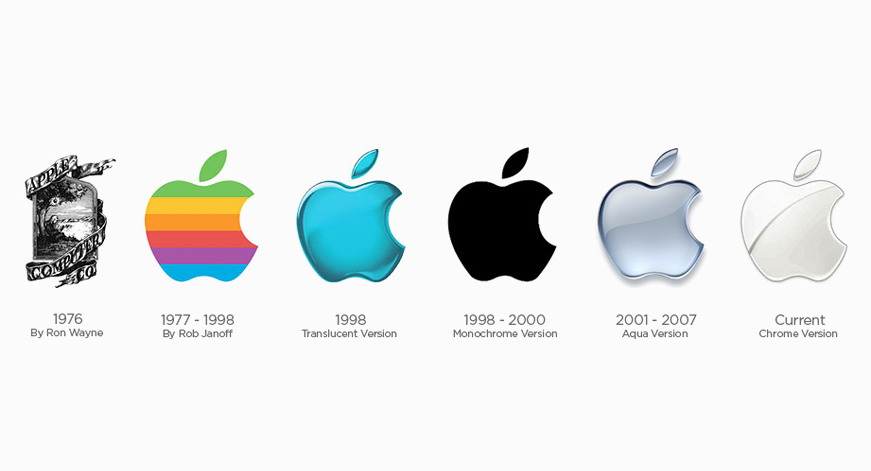 APPLE
COMPUTER
CO
1976
By Ron Wayne
1977 - 1998
By Rob Janoff
1998
Translucent Version
1998 - 2000
Monochrome Version
2001 - 2007
Aqua Version
Current
Chrome Version